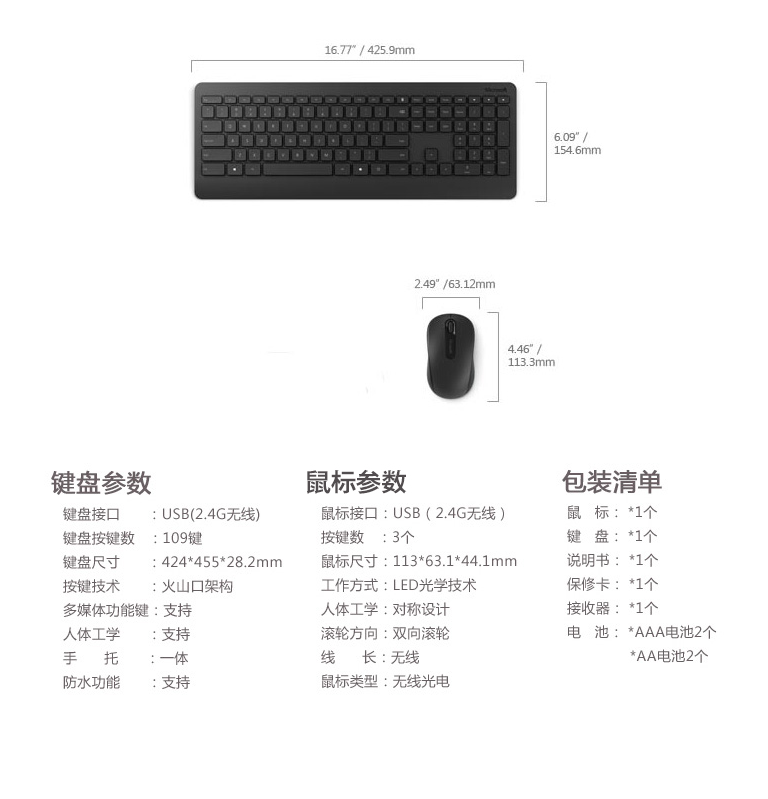 16.77″ / 425.9mm
Microsoft
6.09″ /
154.6mm
2.49″ /63.12mm
4.46″ /
113.3mm
键盘参数
键盘接口 ：USB(2.4G无线)
键盘按键数 ：109键
键盘尺寸 ：424*455*28.2mm
按键技术 ：火山口架构
多媒体功能键：支持
人体工学 ：支持
手 托 ：一体
防水功能 ：支持
鼠标参数
鼠标接口：USB（2.4G无线）
按键数 ：3个
鼠标尺寸：113*63.1*44.1mm
工作方式：LED光学技术
人体工学：对称设计
滚轮方向：双向滚轮
线 长：无线
鼠标类型：无线光电
包装清单
鼠 标： *1个
键 盘： *1个
说明书： *1个
保修卡： *1个
接收器： *1个
电 池： *AAA电池2个
*AA电池2个